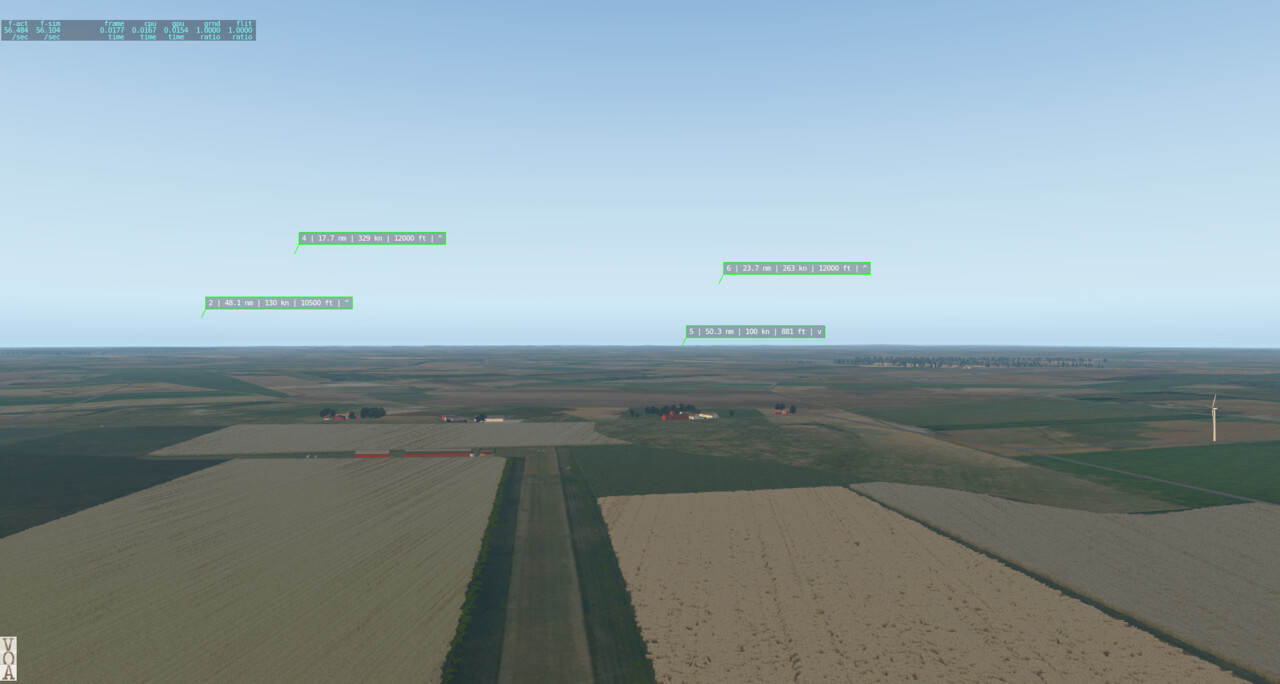 f-act f-sim frame cpu gpu grnd flit
56.484 56.104 0.0177 0.0167 0.0154 1.0000 1.0000
/sec /sec time time time ratio ratio
4 | 17.7 nm | 329 kn | 12000 ft | ^
6 | 23.7 nm | 263 kn | 12000 ft | ^
2 | 48.1 nm | 130 kn | 10500 ft | ^
5 | 50.3 nm | 100 kn | 881 ft | v
VOA